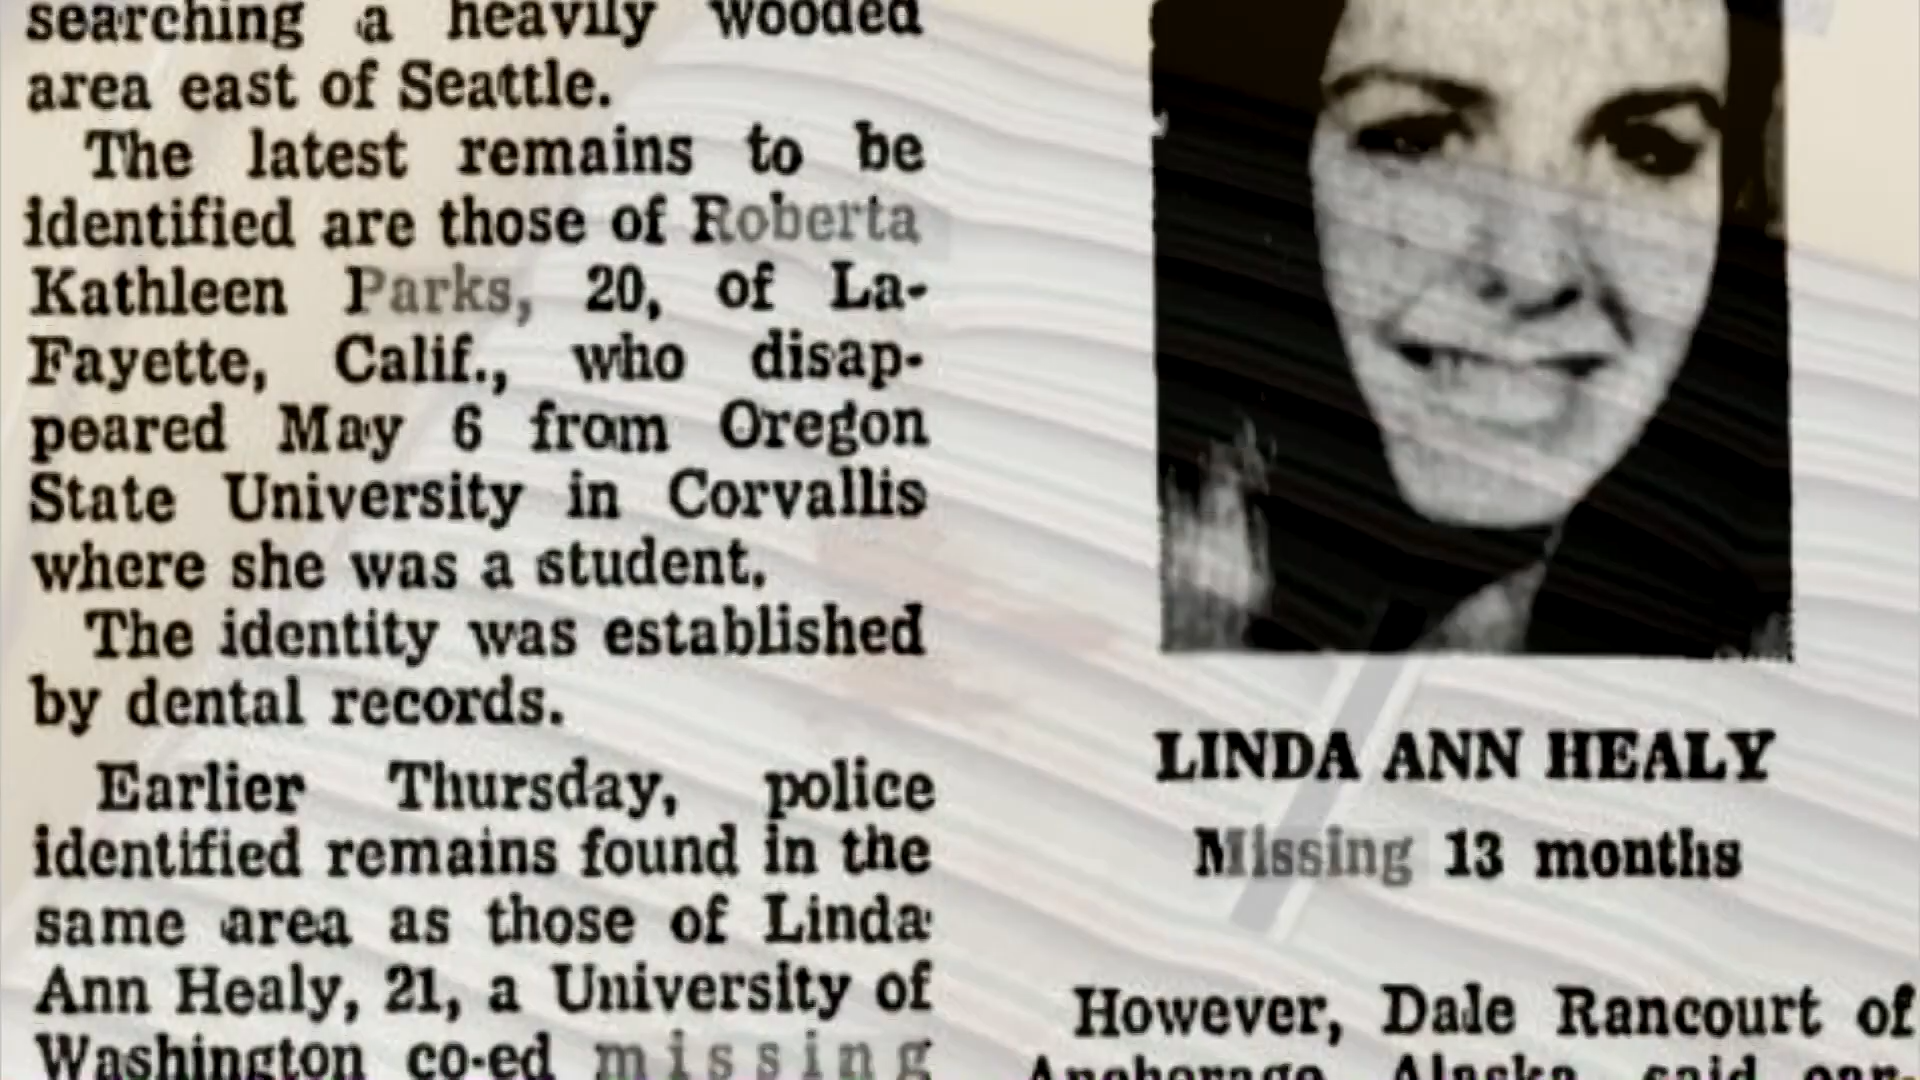 searching a heavily wooded
area east of Seattle.
The latest remains to be
identified are those of Roberta
Kathleen Parks, 20, of La-
Fayette, Calif., who disap-
peared May 6 from Oregon
State University in Corvallis
where she was a student.
The identity was established
by dental records.
Earlier Thursday, police
identified remains found in the
same area as those of Linda
Ann Healy, 21, a University of
Washington co-ed missing
LINDA ANN HEALY
Missing 13 months
However, Dale Rancourt of
Anchorage, Alaska, said ear-